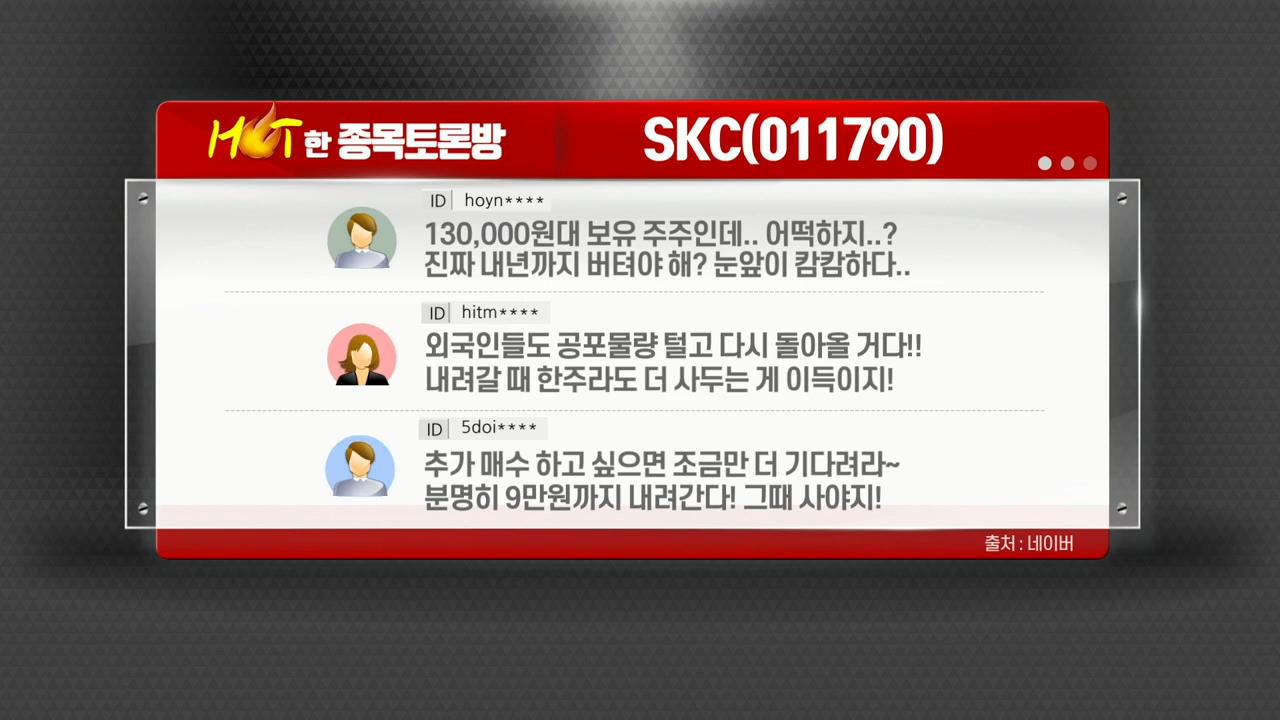 HOT한 종목토론방
SKC(011790)
ID hoyn****
130,000원대 보유 주주인데.. 어떡하지..?
진짜 내년까지 버텨야 해? 눈앞이 캄캄하다..
ID hitm****
외국인들도 공포물량 털고 다시 돌아올 거다!!
내려갈 때 한주라도 더 사두는 게 이득이지!
ID 5doi****
추가 매수 하고 싶으면 조금만 더 기다려라~
분명히 9만원까지 내려간다! 그때 사야지!
출처 : 네이버